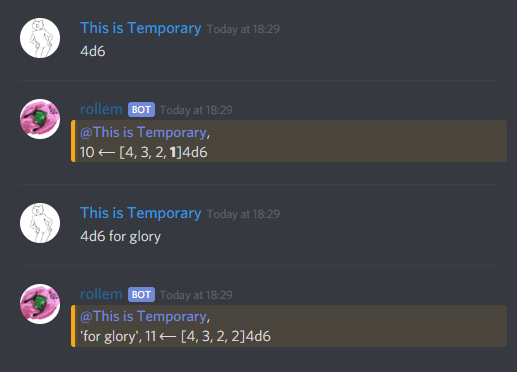 This is Temporary Today at 18:29
4d6
rollem BOT Today at 18:29
@This is Temporary,
10 ⟵ [4, 3, 2, 1]4d6
This is Temporary Today at 18:29
4d6 for glory
rollem BOT Today at 18:29
@This is Temporary,
'for glory', 11 ⟵ [4, 3, 2, 2]4d6